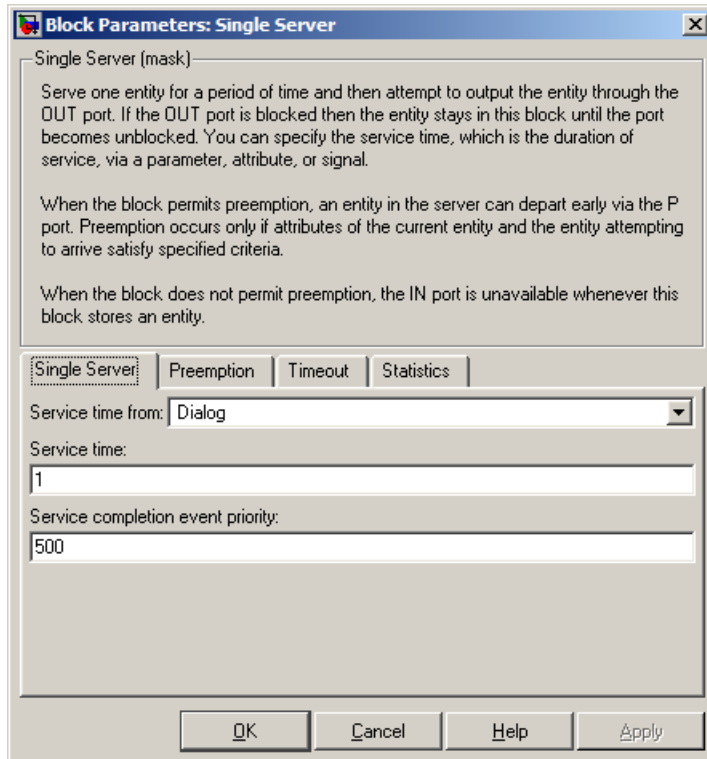 Block Parameters: Single Server
Single Server (mask)
Serve one entity for a period of time and then attempt to output the entity through the
OUT port. If the OUT port is blocked then the entity stays in this block until the port
becomes unblocked. You can specify the service time, which is the duration of
service, via a parameter, attribute, or signal.
When the block permits preemption, an entity in the server can depart early via the P
port. Preemption occurs only if attributes of the current entity and the entity attempting
to arrive satisfy specified criteria.
When the block does not permit preemption, the IN port is unavailable whenever this
block stores an entity.
Single Server Preemption Timeout Statistics
Service time from: Dialog
Service time:
1
Service completion event priority:
500
OK Cancel Help Apply